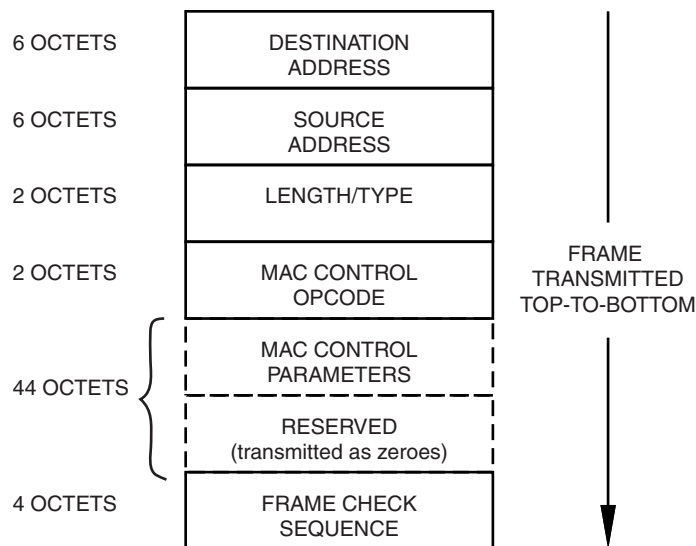 6 OCTETS
DESTINATION
ADDRESS
6 OCTETS
SOURCE
ADDRESS
2 OCTETS
LENGTH/TYPE
2 OCTETS
MAC CONTROL
OPCODE
44 OCTETS
MAC CONTROL
PARAMETERS
RESERVED
(transmitted as zeroes)
4 OCTETS
FRAME CHECK
SEQUENCE
FRAME
TRANSMITTED
TOP-TO-BOTTOM